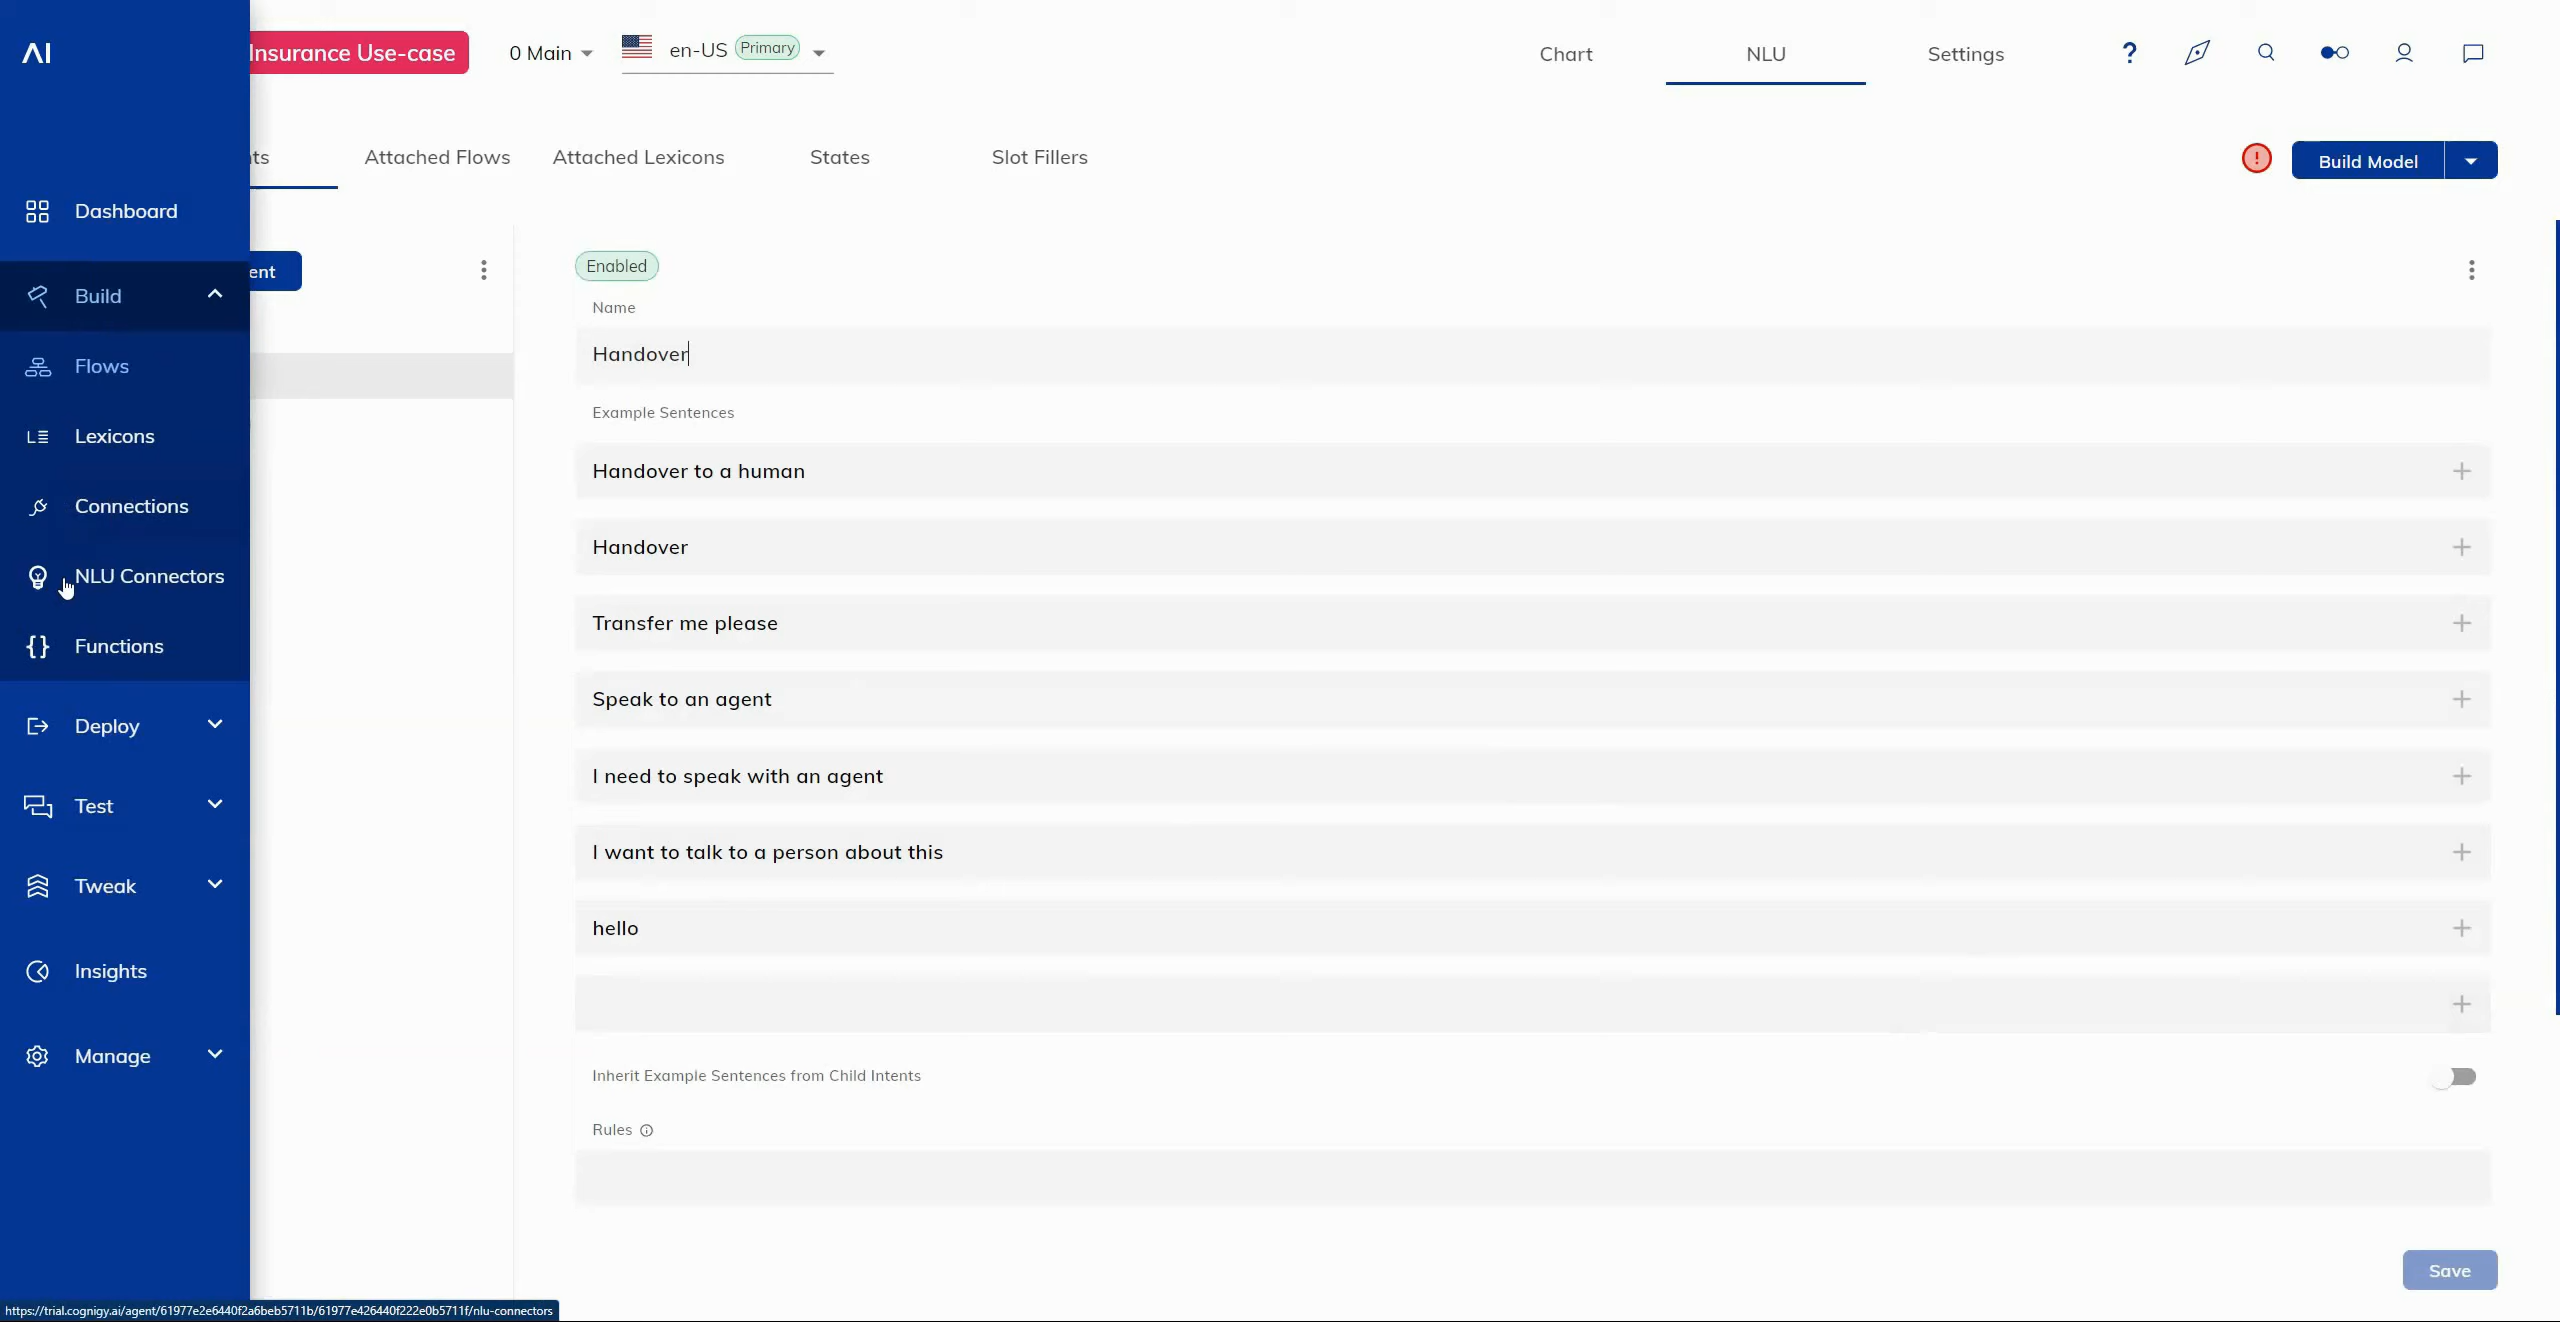 AI
Insurance Use-case
0 Main
en-US
Primary
Chart
NLU
Settings
?
ts
Attached Flows
Attached Lexicons
States
Slot Fillers
!
Build Model
Dashboard
Build
Flows
Lexicons
Connections
NLU Connectors
Functions
Deploy
Test
Tweak
Insights
Manage
ent
Enabled
Name
Handover
Example Sentences
Handover to a human
Handover
Transfer me please
Speak to an agent
I need to speak with an agent
I want to talk to a person about this
hello
Inherit Example Sentences from Child Intents
Rules
Save
https://trial.cognigy.ai/agent/61977e2e6440f2a6beb5711b/61977e426440f222e0b5711f/nlu-connectors